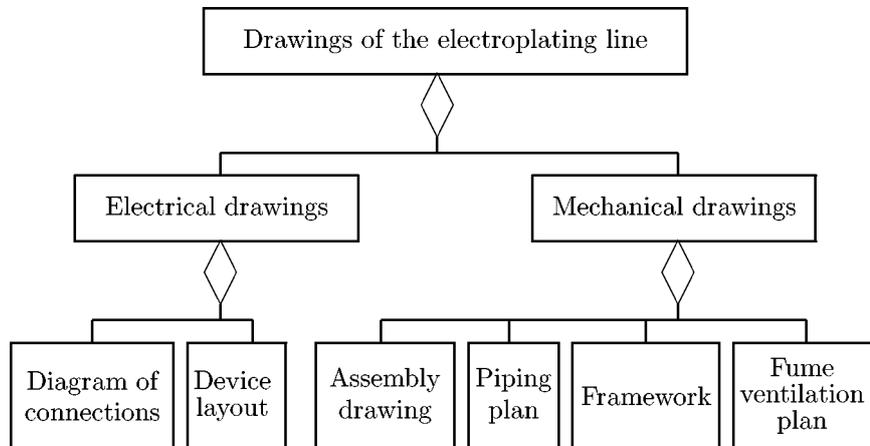 Drawings of the electroplating line
Electrical drawings
Mechanical drawings
Diagram of
connections
Device
layout
Assembly
drawing
Piping
plan
Framework
Fume
ventilation
plan